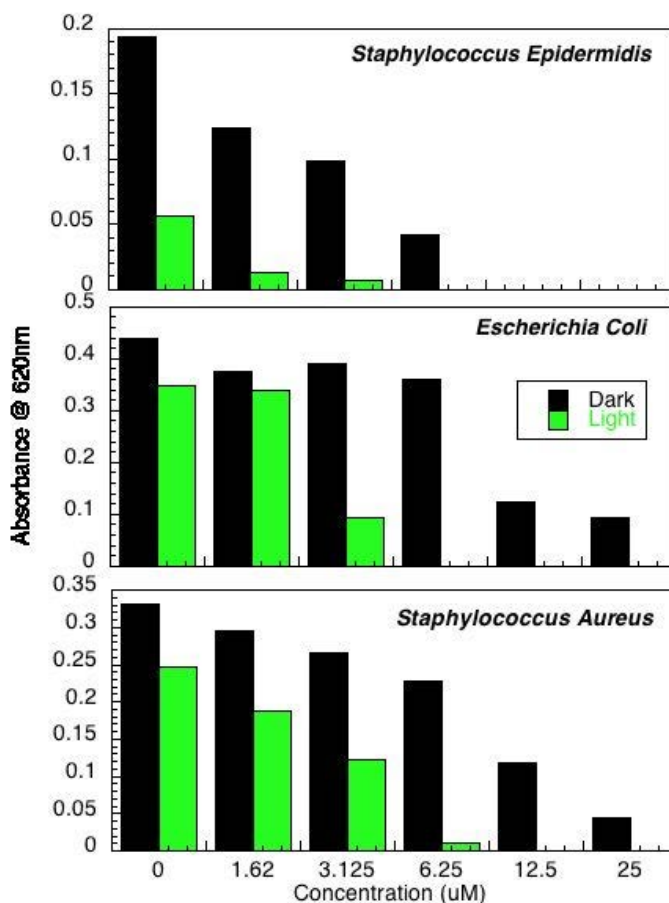 Staphylococcus Epidermidis
0.2
0.15
0.1
0.05
0
Escherichia Coli
0.5
0.4
0.3
0.2
0.1
0
Dark
Light
Absorbance @ 620nm
Staphylococcus Aureus
0.35
0.3
0.25
0.2
0.15
0.1
0.05
0
0 1.62 3.125 6.25 12.5 25
Concentration (uM)